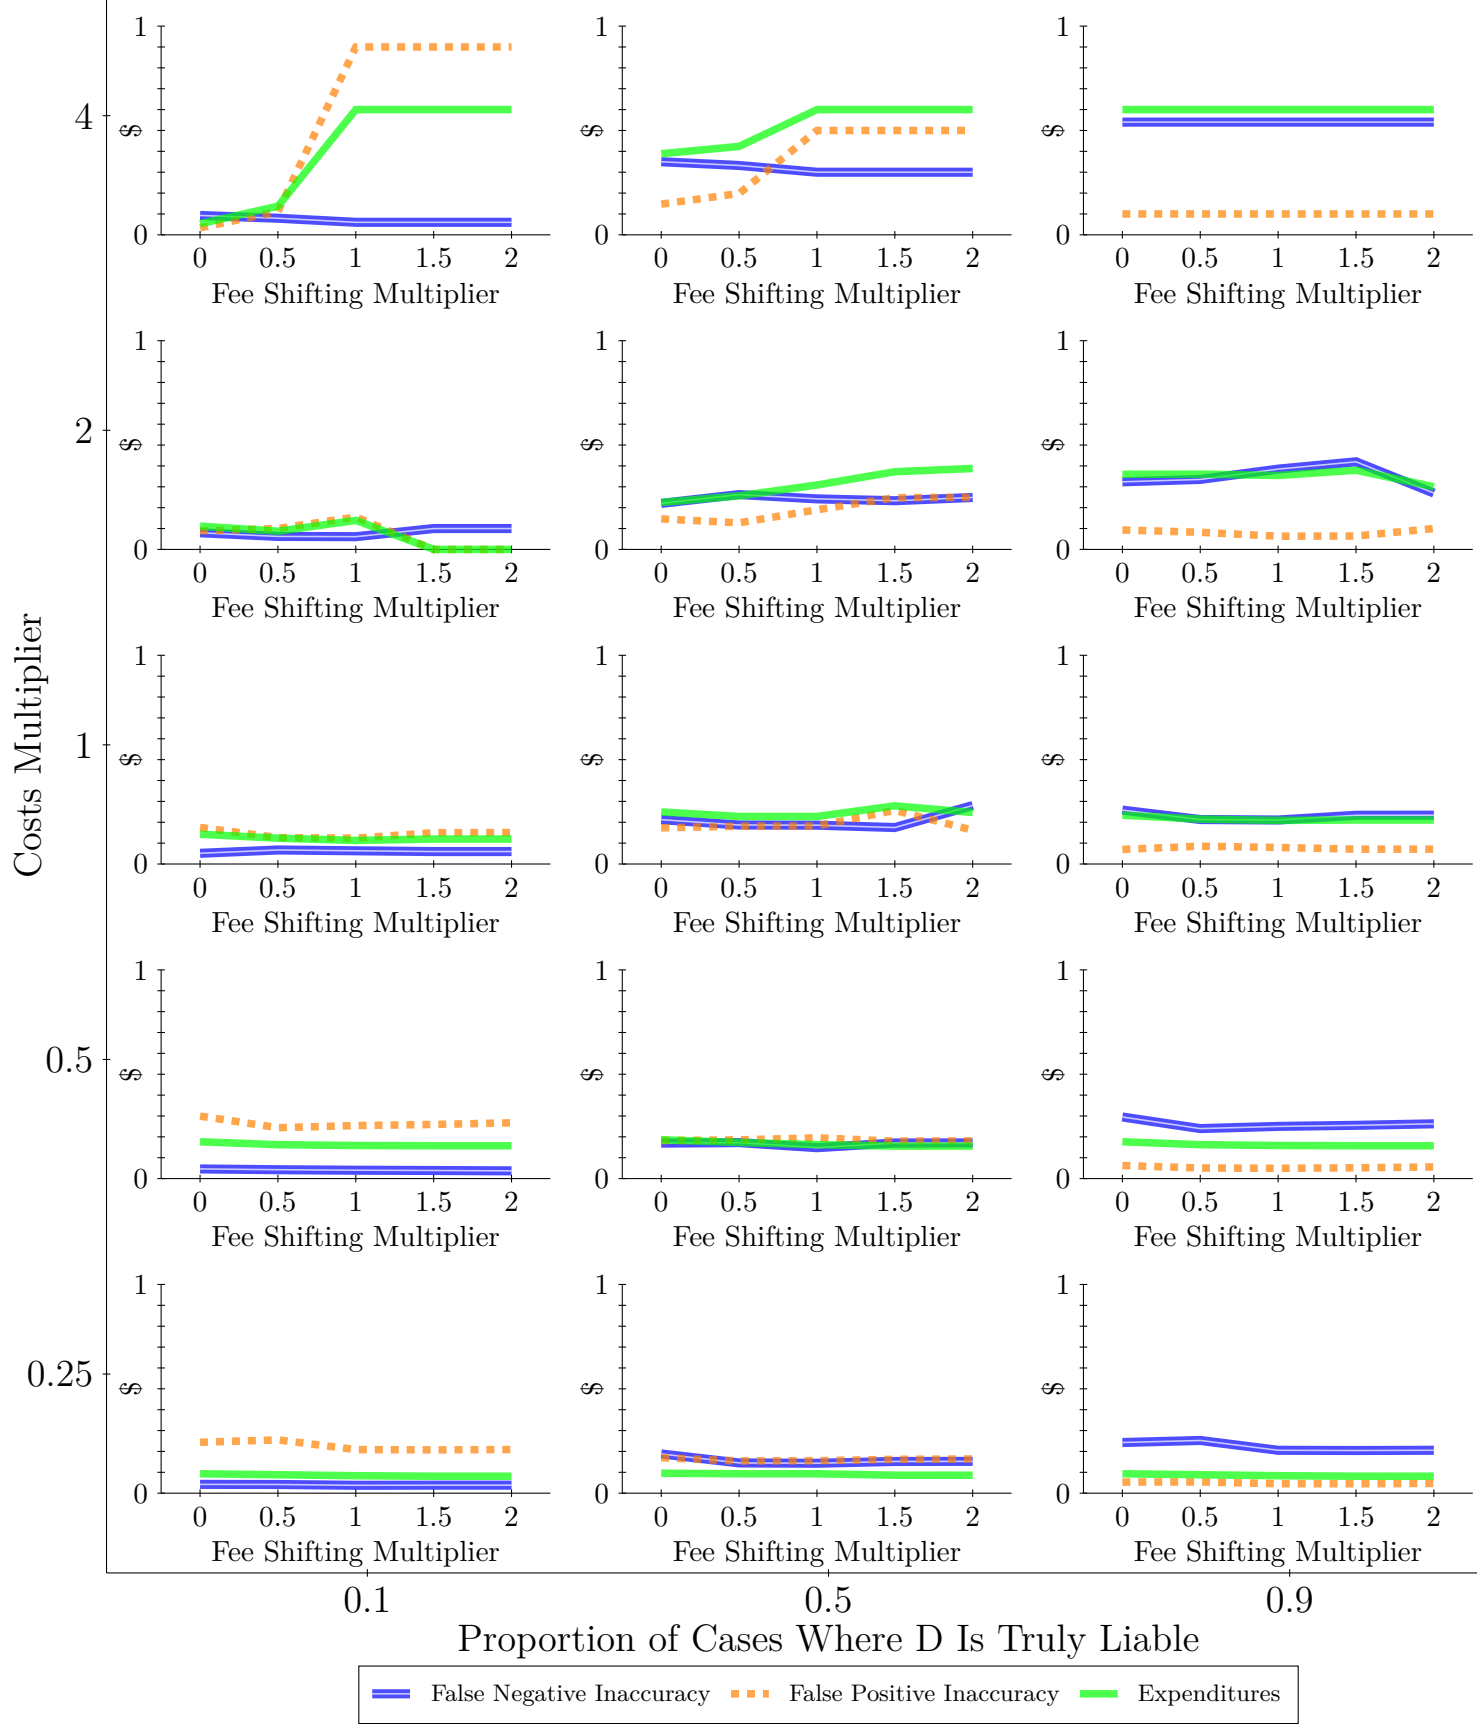 Costs Multiplier
4
1
$
0
0 0.5 1 1.5 2
Fee Shifting Multiplier
1
$
0
0 0.5 1 1.5 2
Fee Shifting Multiplier
1
$
0
0 0.5 1 1.5 2
Fee Shifting Multiplier
2
1
$
0
0 0.5 1 1.5 2
Fee Shifting Multiplier
1
$
0
0 0.5 1 1.5 2
Fee Shifting Multiplier
1
$
0
0 0.5 1 1.5 2
Fee Shifting Multiplier
1
1
$
0
0 0.5 1 1.5 2
Fee Shifting Multiplier
1
$
0
0 0.5 1 1.5 2
Fee Shifting Multiplier
1
$
0
0 0.5 1 1.5 2
Fee Shifting Multiplier
0.5
1
$
0
0 0.5 1 1.5 2
Fee Shifting Multiplier
1
$
0
0 0.5 1 1.5 2
Fee Shifting Multiplier
1
$
0
0 0.5 1 1.5 2
Fee Shifting Multiplier
0.25
1
$
0
0 0.5 1 1.5 2
Fee Shifting Multiplier
1
$
0
0 0.5 1 1.5 2
Fee Shifting Multiplier
1
$
0
0 0.5 1 1.5 2
Fee Shifting Multiplier
0.1 0.5 0.9
Proportion of Cases Where D Is Truly Liable
False Negative Inaccuracy False Positive Inaccuracy Expenditures